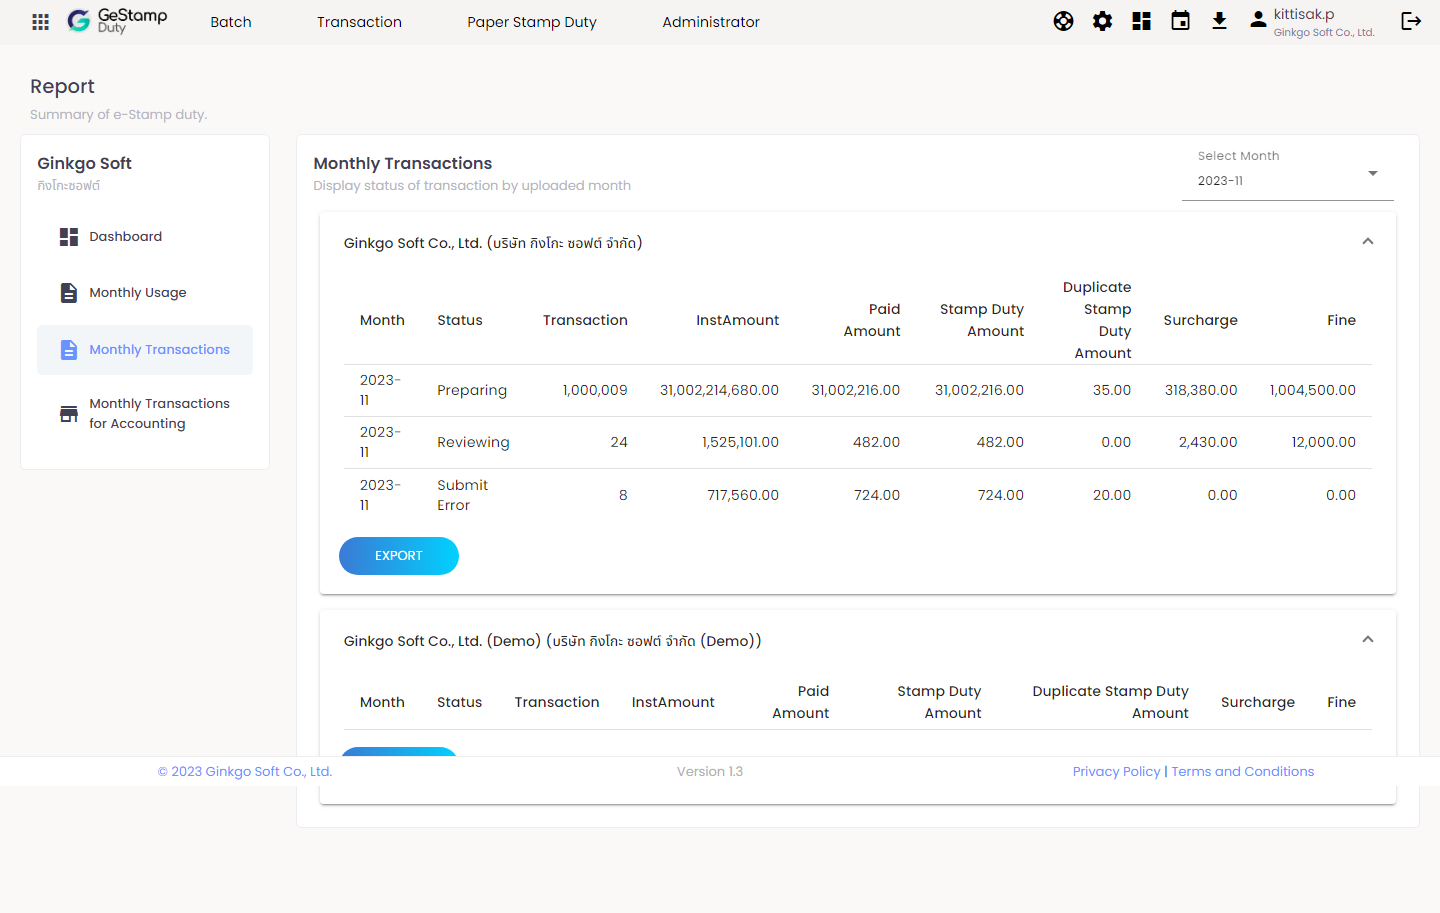 GeStamp
Duty
Batch
Transaction
Paper Stamp Duty
Administrator
kittisak.p
Ginkgo Soft Co., Ltd.
Report
Summary of e-Stamp duty.
Ginkgo Soft
กิงโกะซอฟต์
Dashboard
Monthly Usage
Monthly Transactions
Monthly Transactions
for Accounting
Monthly Transactions
Display status of transaction by uploaded month
Select Month
2023-11
Ginkgo Soft Co., Ltd. (บริษัท กิงโกะ ซอฟต์ จำกัด)
Month Status Transaction InstAmount Paid Amount Stamp Duty Amount Duplicate Stamp Duty Amount Surcharge Fine
2023-11 Preparing 1,000,009 31,002,214,680.00 31,002,216.00 31,002,216.00 35.00 318,380.00 1,004,500.00
2023-11 Reviewing 24 1,525,101.00 482.00 482.00 0.00 2,430.00 12,000.00
2023-11 Submit Error 8 717,560.00 724.00 724.00 20.00 0.00 0.00
EXPORT
Ginkgo Soft Co., Ltd. (Demo) (บริษัท กิงโกะ ซอฟต์ จำกัด (Demo))
Month Status Transaction InstAmount Paid Amount Stamp Duty Amount Duplicate Stamp Duty Amount Surcharge Fine
© 2023 Ginkgo Soft Co., Ltd.
Version 1.3
Privacy Policy | Terms and Conditions